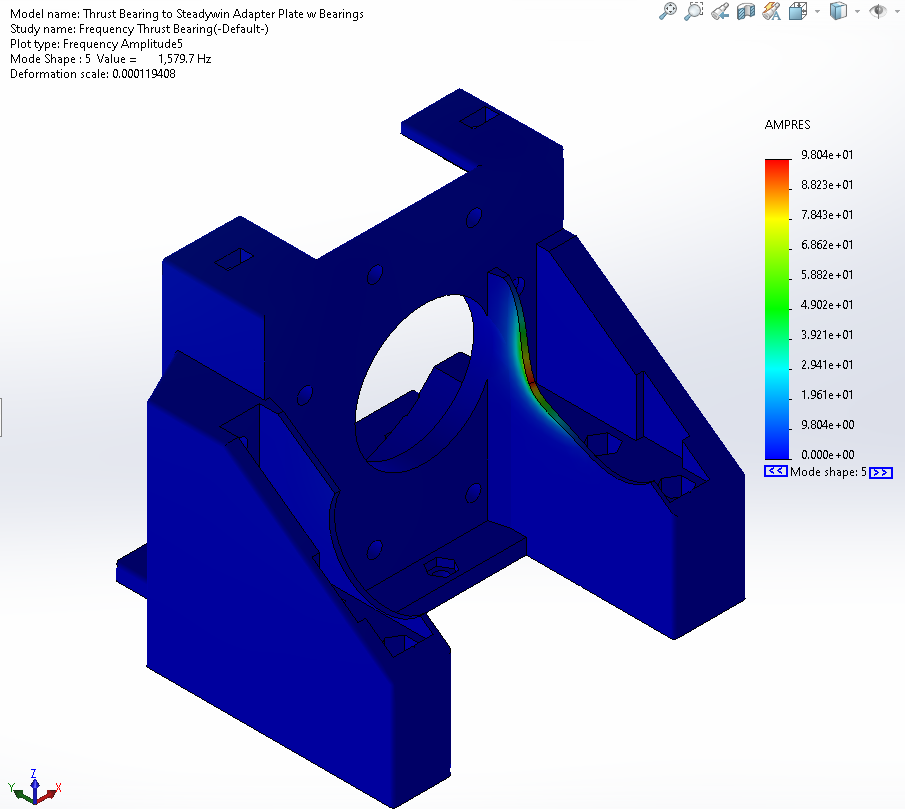 Model name: Thrust Bearing to Steadywin Adapter Plate w Bearings
Study name: Frequency Thrust Bearing(-Default-)
Plot type: Frequency Amplitude5
Mode Shape : 5  Value =      1,579.7 Hz
Deformation scale: 0.000119408
AMPRES
9.804e+01
8.823e+01
7.843e+01
6.862e+01
5.882e+01
4.902e+01
3.921e+01
2.941e+01
1.961e+01
9.804e+00
0.000e+00
<< Mode shape: 5 >>
Z
Y X